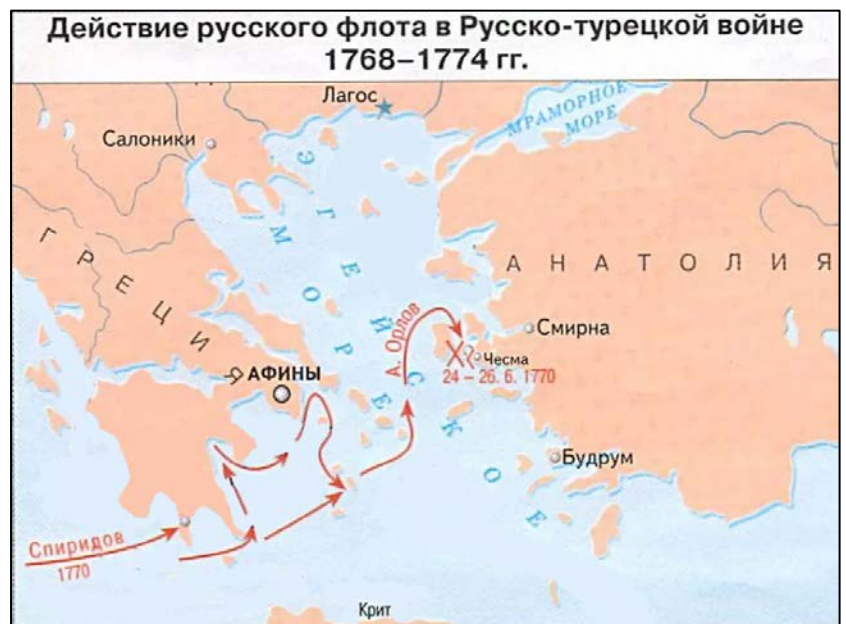 Действие русского флота в Русско-турецкой войне
1768–1774 гг.
Лагос
МРАМОРНОЕ
МОРЕ
Салоники
ЭГЕЙСКОЕ
МОРЕ
ГРЕЦИЯ
АНАТОЛИЯ
А. Орлов
Смирна
Чесма
24 – 26. 6. 1770
АФИНЫ
Будрум
Спиридов
1770
Крит